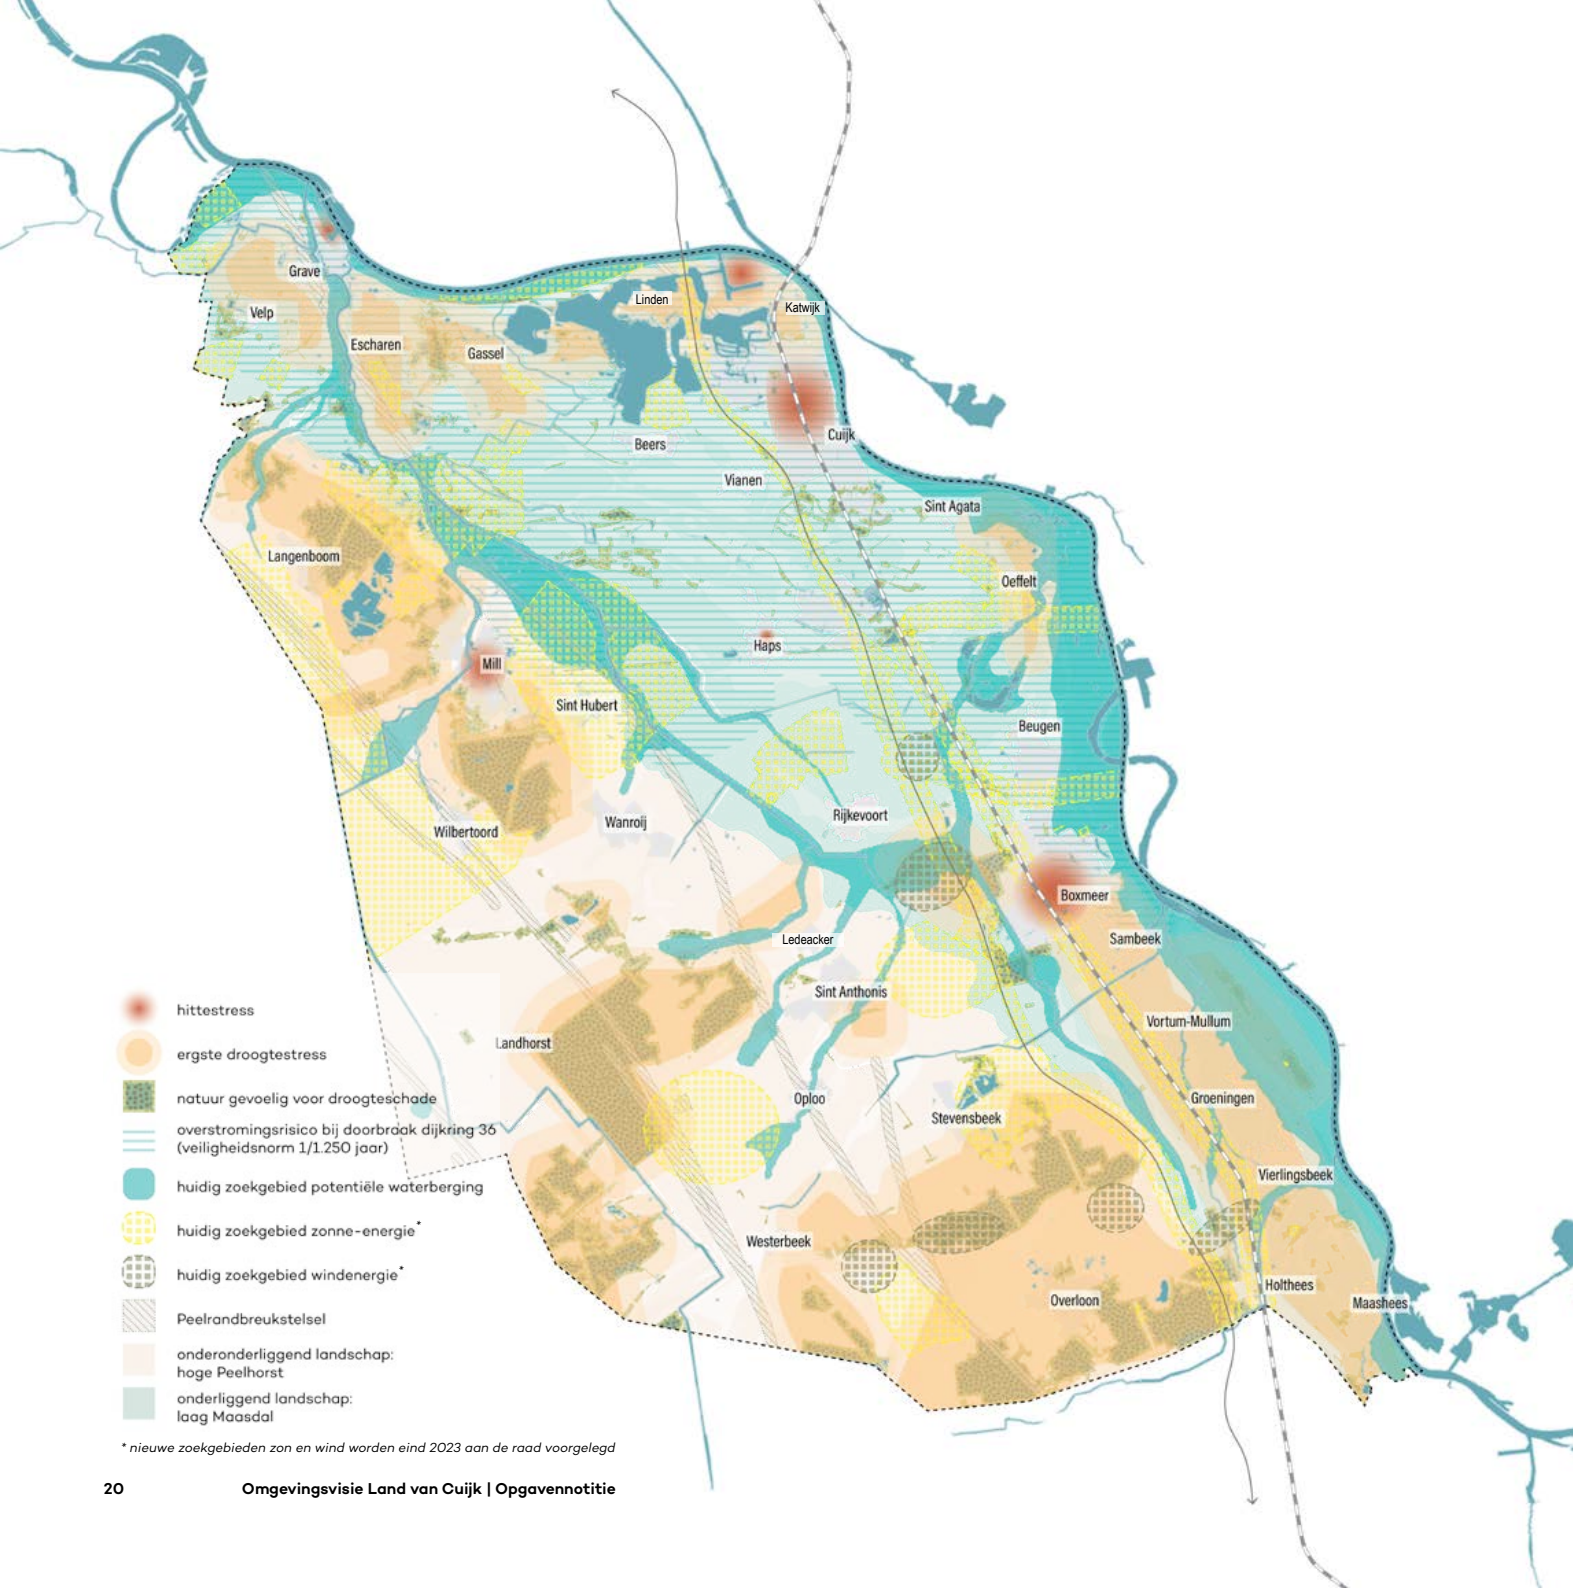 Grave
Velp
Escharen
Gassel
Linden
Katwijk
Cuijk
Beers
Vianen
Sint Agata
Langenboom
Oeffelt
Haps
Mill
Sint Hubert
Beugen
Wanroij
Wilbertoord
Rijkevoort
Boxmeer
Ledeacker
Sambeek
Sint Anthonis
Vortum-Mullum
Landhorst
Oploo
Stevensbeek
Groeningen
Vierlingsbeek
Westerbeek
Overloon
Holthees
Maashees
hittestress
ergste droogtestress
natuur gevoelig voor droogteschade
overstromingsrisico bij doorbraak dijkring 36
(veiligheidsnorm 1/1.250 jaar)
huidig zoekgebied potentiële waterberging
huidig zoekgebied zonne-energie*
huidig zoekgebied windenergie*
Peelrandbreukstelsel
onderonderliggend landschap:
hoge Peelhorst
onderliggend landschap:
laag Maasdal
* nieuwe zoekgebieden zon en wind worden eind 2023 aan de raad voorgelegd
20 Omgevingsvisie Land van Cuijk | Opgavennotitie